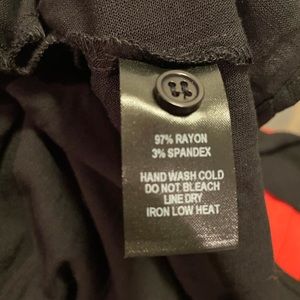 97% RAYON
3% SPANDEX
HAND WASH COLD
DO NOT BLEACH
LINE DRY
IRON LOW HEAT